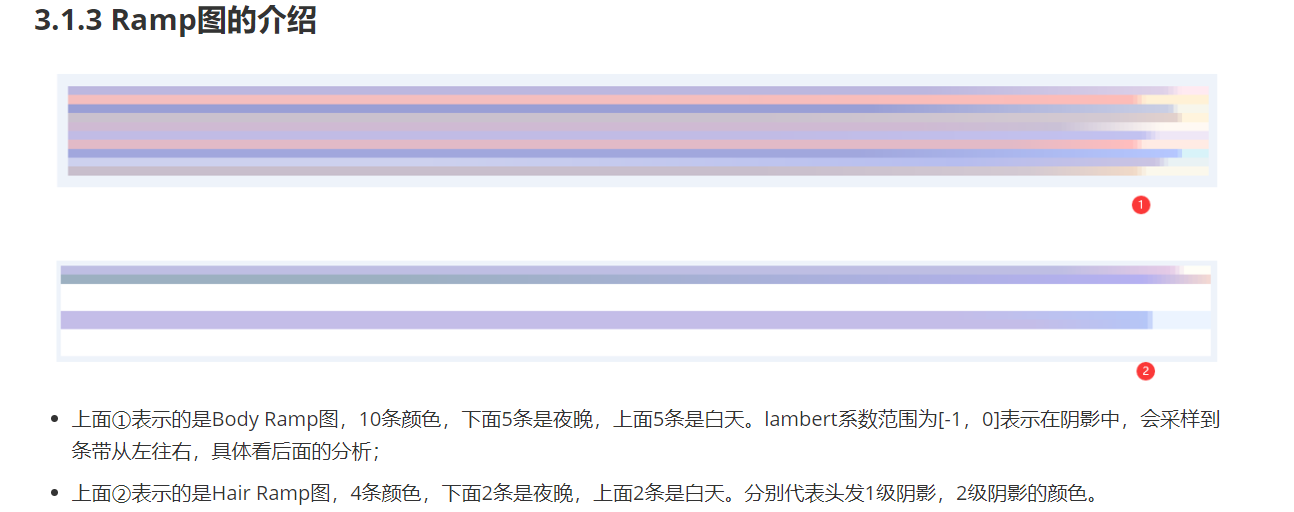 3.1.3 Ramp图的介绍
1
2
上面①表示的是Body Ramp图，10条颜色，下面5条是夜晚，上面5条是白天。lambert系数范围为[-1，0]表示在阴影中，会采样到
条带从左往右，具体看后面的分析；
上面②表示的是Hair Ramp图，4条颜色，下面2条是夜晚，上面2条是白天。分别代表头发1级阴影，2级阴影的颜色。